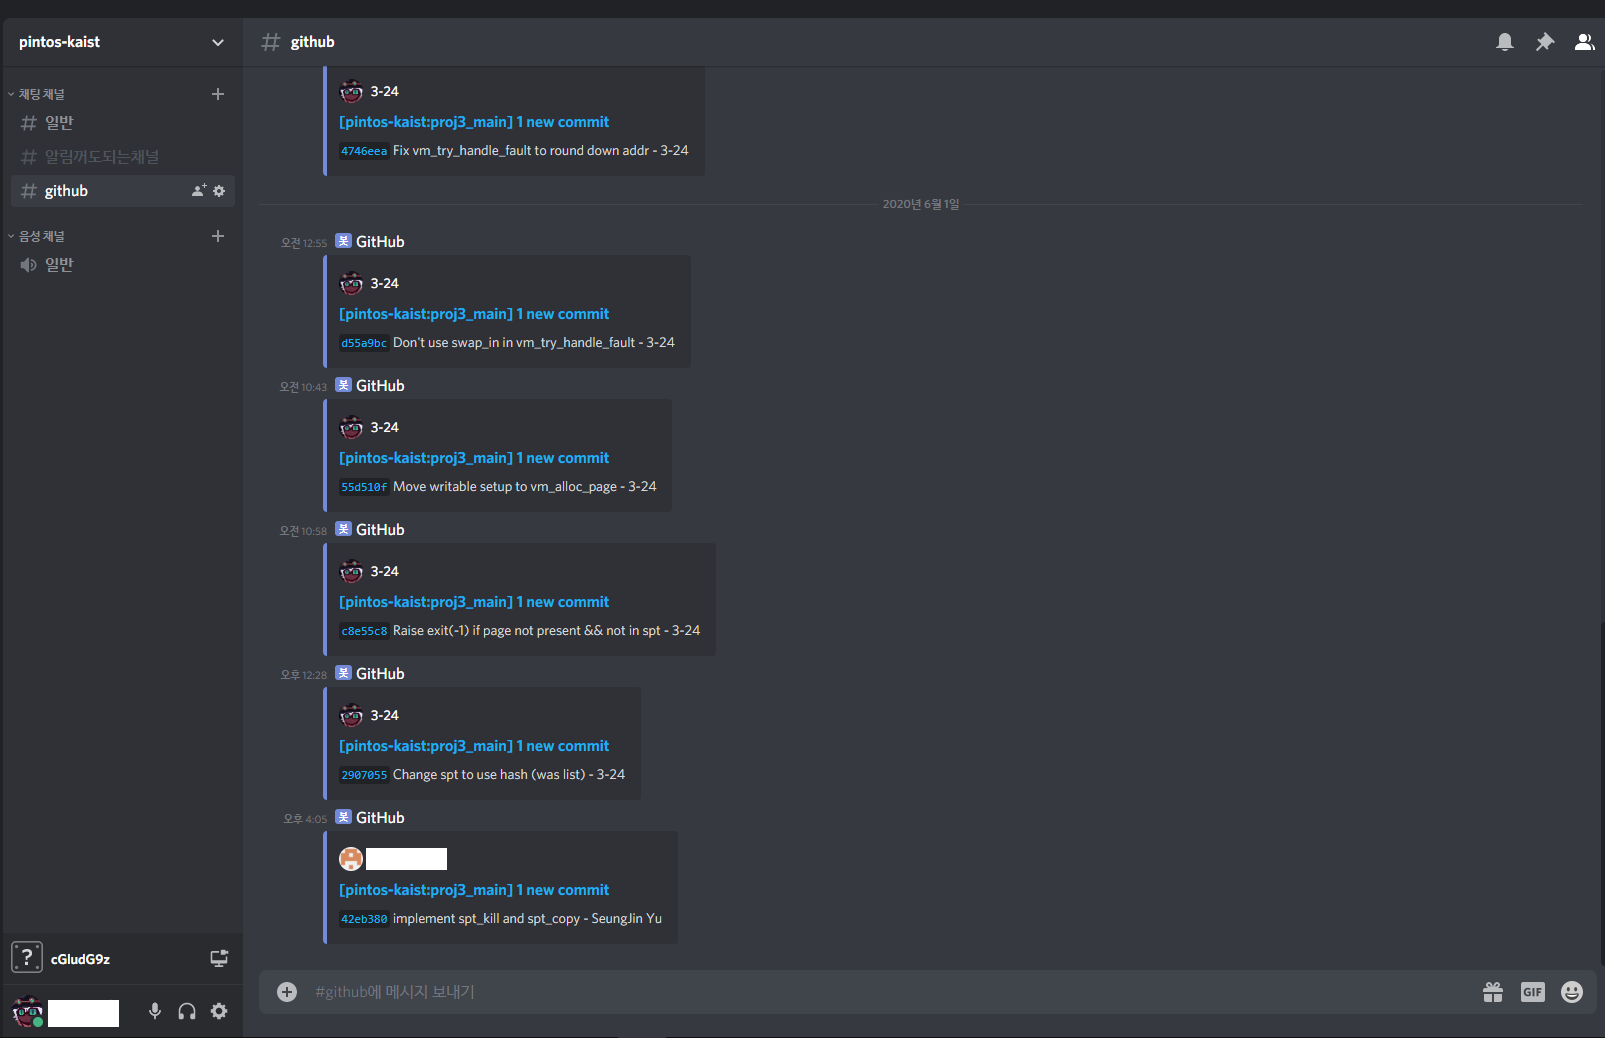 pintos-kaist
채팅 채널
일반
알림꺼도되는채널
github
음성 채널
일반
cGludG9z
github
3-24
[pintos-kaist:proj3_main] 1 new commit
4746eea Fix vm_try_handle_fault to round down addr - 3-24
2020년 6월 1일
오전 12:55 봇 GitHub
3-24
[pintos-kaist:proj3_main] 1 new commit
d55a9bc Don't use swap_in in vm_try_handle_fault - 3-24
오전 10:43 봇 GitHub
3-24
[pintos-kaist:proj3_main] 1 new commit
55d510f Move writable setup to vm_alloc_page - 3-24
오전 10:58 봇 GitHub
3-24
[pintos-kaist:proj3_main] 1 new commit
c8e55c8 Raise exit(-1) if page not present && not in spt - 3-24
오후 12:28 봇 GitHub
3-24
[pintos-kaist:proj3_main] 1 new commit
2907055 Change spt to use hash (was list) - 3-24
오후 4:05 봇 GitHub
[pintos-kaist:proj3_main] 1 new commit
42eb380 implement spt_kill and spt_copy - SeungJin Yu
#github에 메시지 보내기
GIF